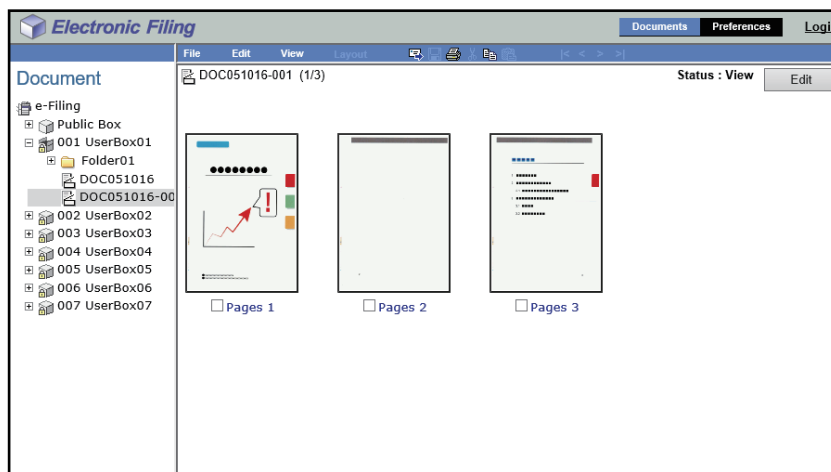 Electronic Filing
Documents
Preferences
Logi
File Edit View Layout
Document
DOC051016-001 (1/3)
Status : View
Edit
e-Filing
Public Box
001 UserBox01
Folder01
DOC051016
DOC051016-00
002 UserBox02
003 UserBox03
004 UserBox04
005 UserBox05
006 UserBox06
007 UserBox07
Pages 1
Pages 2
Pages 3